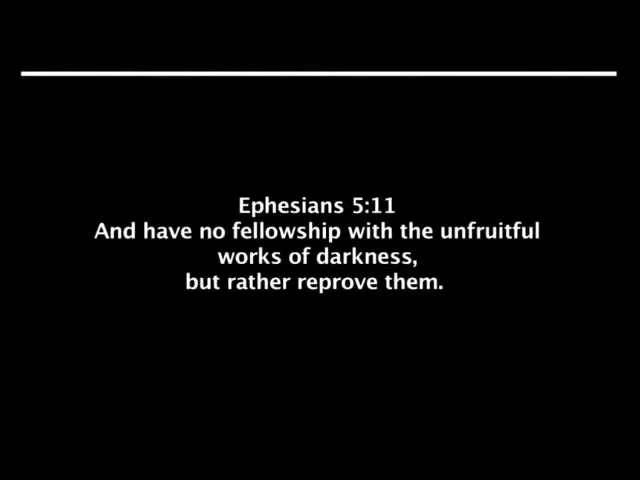 Ephesians 5:11
And have no fellowship with the unfruitful
works of darkness,
but rather reprove them.